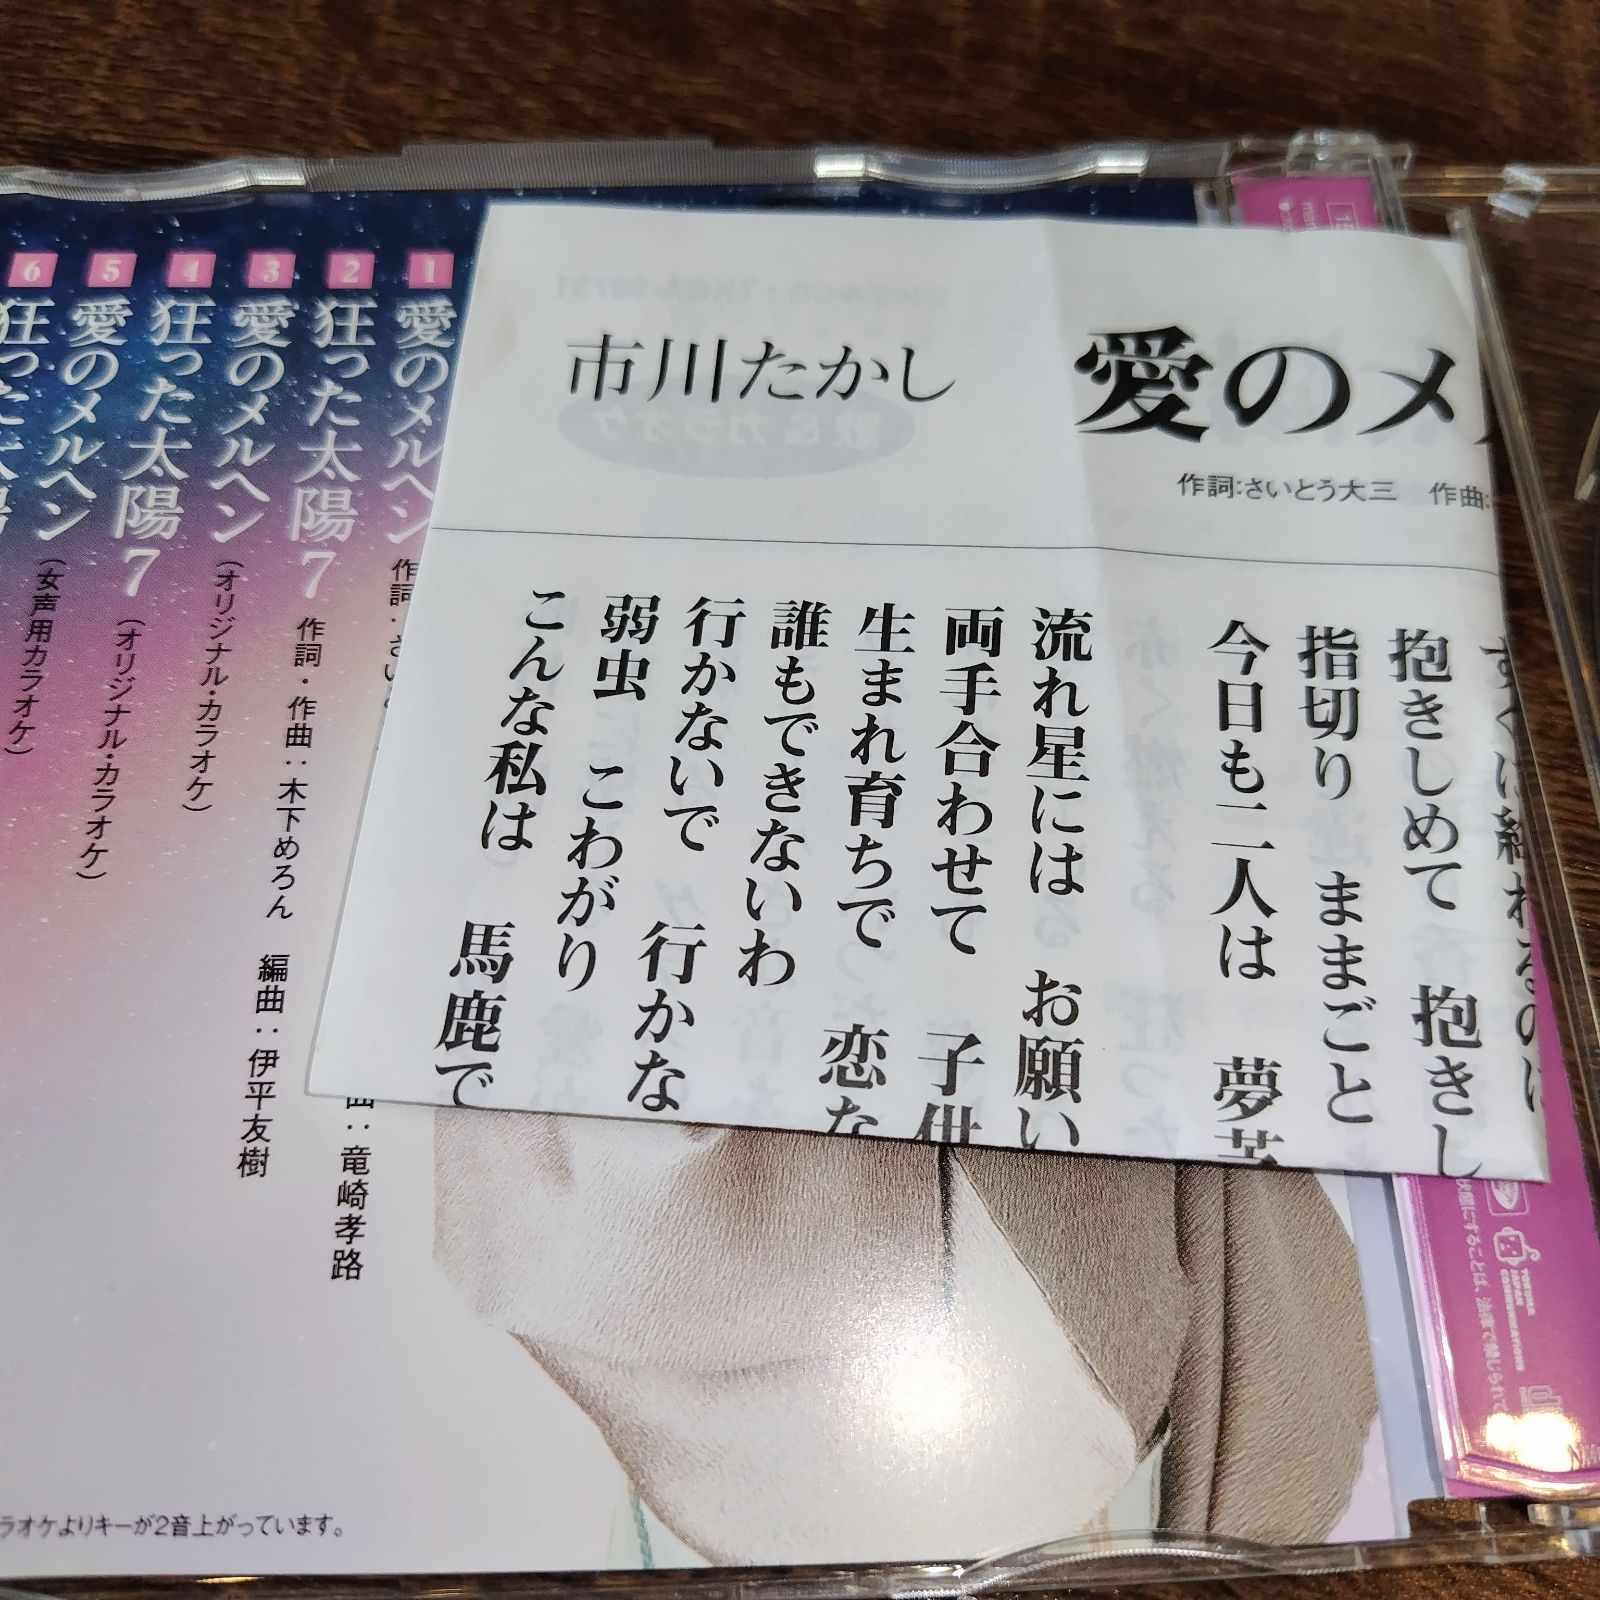 愛のメ
市川たかし
作詞:さいとう大三 作曲:
抱きしめて 抱きし
指切り ままごと
今日も二人は 夢芝
流れ星には お願い
両手合わせて 子供
生まれ育ちで 恋な
誰もできないわ
行かないで 行かな
弱虫 こわがり
こんな私は 馬鹿で
1 愛のメルヘン 作詞:さい
曲:竜崎孝路
2 狂った太陽7 作詞・作曲:木下めろん 編曲:伊平友樹
3 愛のメルヘン (オリジナル・カラオケ)
4 狂った太陽7 (オリジナル・カラオケ)
5 愛のメルヘン (女声用カラオケ)
6 狂った太陽
ラオケよりキーが2音上がっています。